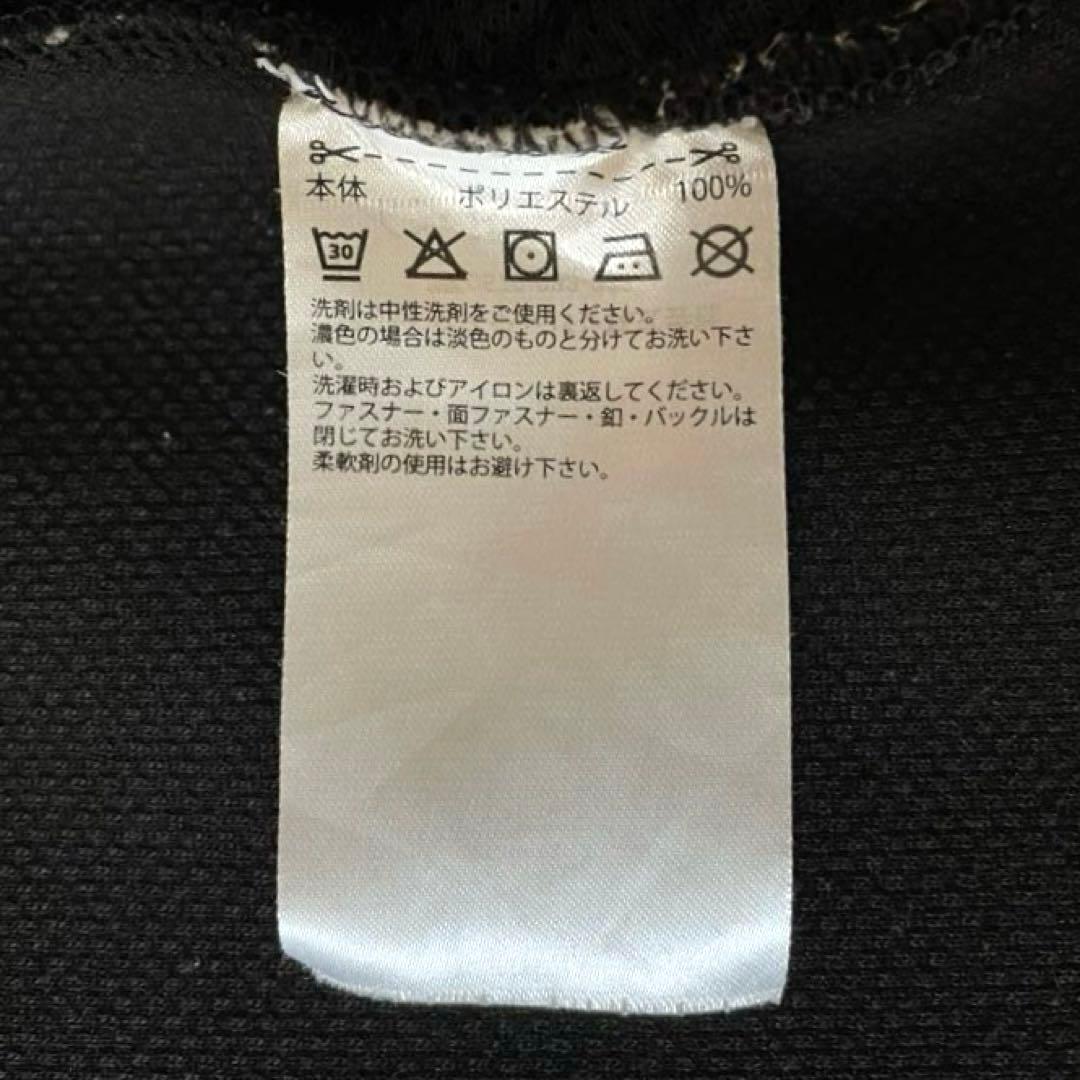 本体 ポリエステル 100%
30
洗剤は中性洗剤をご使用ください。
濃色の場合は淡色のものと分けてお洗い下さ
い。
洗濯時およびアイロンは裏返してください。
ファスナー・面ファスナー・釦・バックルは
閉じてお洗い下さい。
柔軟剤の使用はお避け下さい。